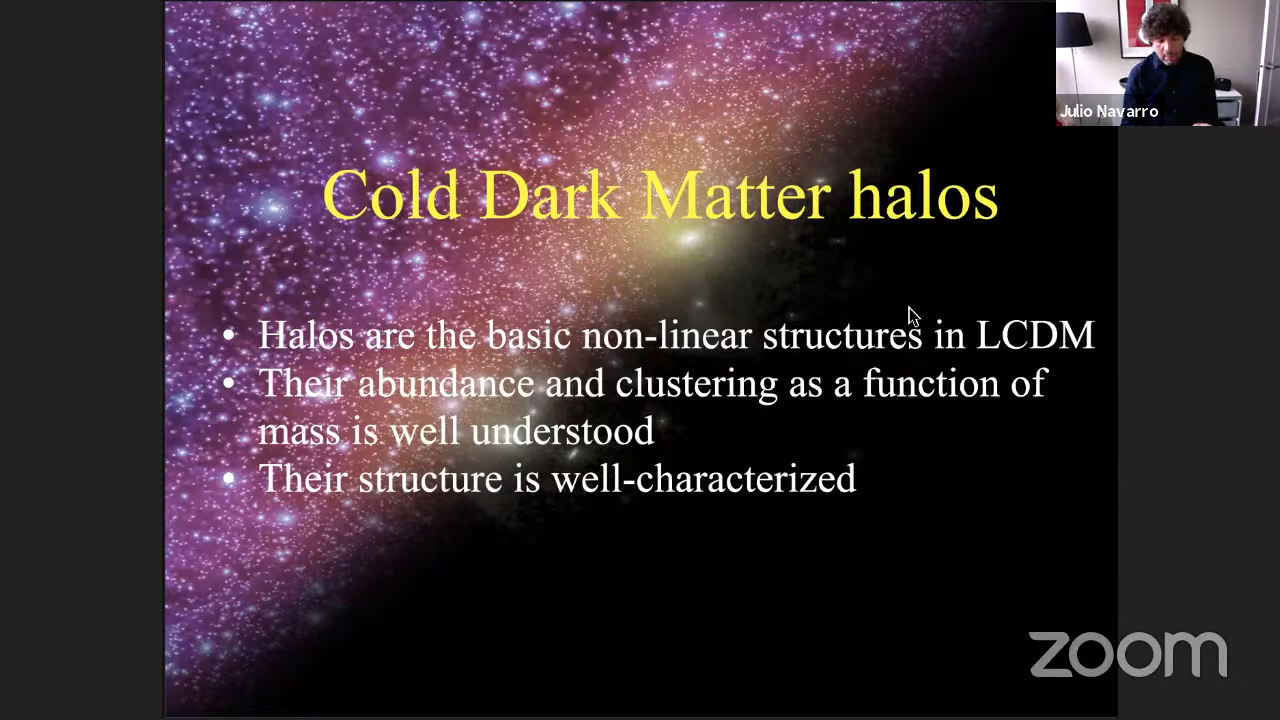 Julio Navarro
Cold Dark Matter halos
• Halos are the basic non-linear structures in LCDM
• Their abundance and clustering as a function of
mass is well understood
• Their structure is well-characterized
zoom